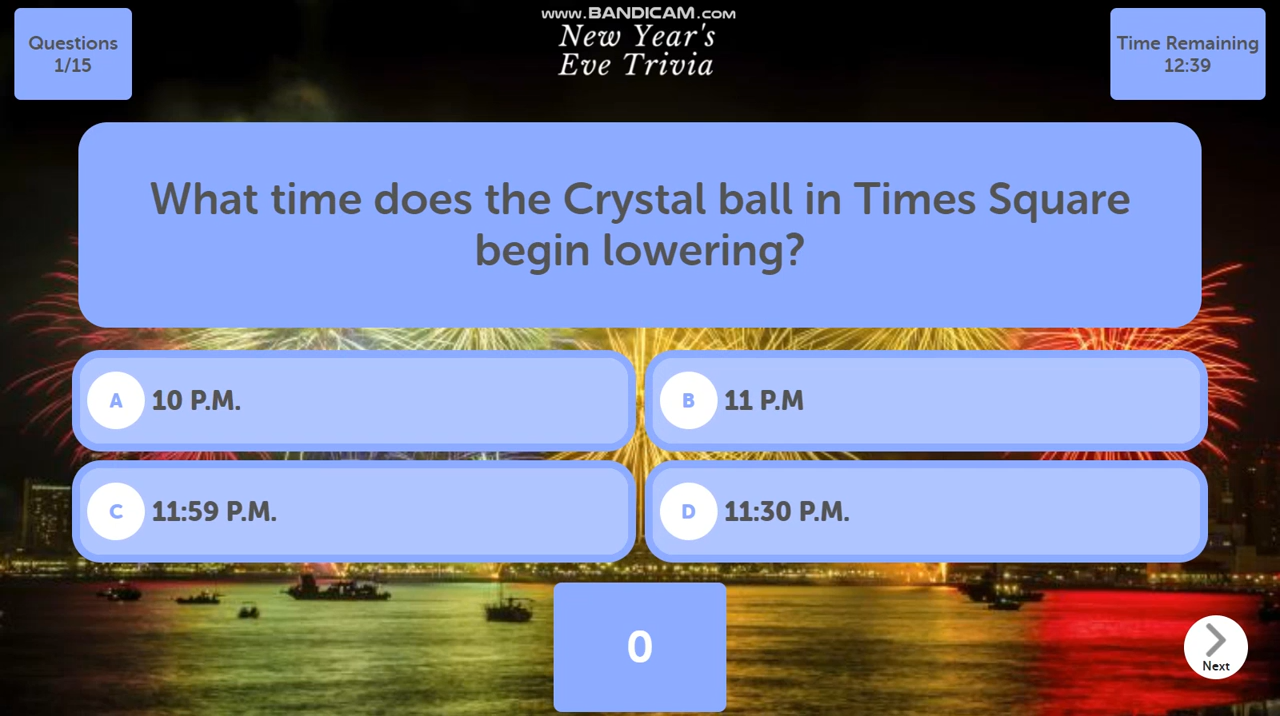 www.BANDICAM.com
New Year's
Eve Trivia
Questions
1/15
Time Remaining
12:39
What time does the Crystal ball in Times Square
begin lowering?
A 10 P.M.
B 11 P.M
C 11:59 P.M.
D 11:30 P.M.
0
Next